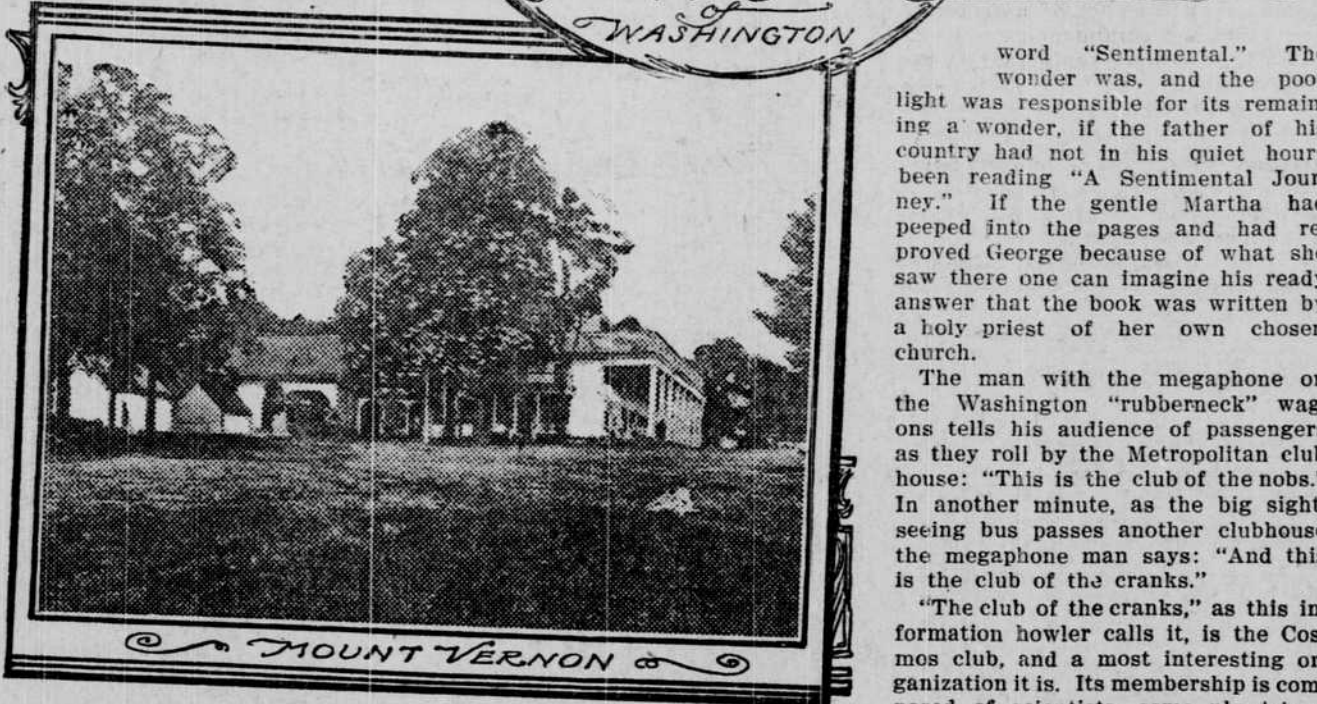 of
WASHINGTON
MOUNT VERNON
word "Sentimental." Th
wonder was, and the poo
light was responsible for its remain
ing a wonder, if the father of hi
country had not in his quiet hour
been reading "A Sentimental Jour
ney." If the gentle Martha had
peeped into the pages and had re
proved George because of what sh
saw there one can imagine his ready
answer that the book was written b
a holy priest of her own chosen
church.
The man with the megaphone on
the Washington "rubberneck" wag
ons tells his audience of passenger
as they roll by the Metropolitan club
house: "This is the club of the nobs."
In another minute, as the big sight
seeing bus passes another clubhouse
the megaphone man says: "And thi
is the club of the cranks."
"The club of the cranks," as this in
formation howler calls it, is the Cos
mos club, and a most interesting or
ganization it is. Its membership is com